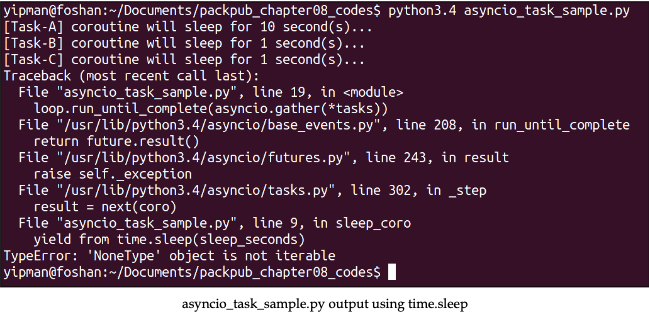 yipman@foshan:~/Documents/packpub_chapter08_codes$ python3.4 asyncio_task_sample.py
[Task-A] coroutine will sleep for 10 second(s)...
[Task-B] coroutine will sleep for 1 second(s)...
[Task-C] coroutine will sleep for 1 second(s)...
Traceback (most recent call last):
  File "asyncio_task_sample.py", line 19, in <module>
    loop.run_until_complete(asyncio.gather(*tasks))
  File "/usr/lib/python3.4/asyncio/base_events.py", line 208, in run_until_complete
    return future.result()
  File "/usr/lib/python3.4/asyncio/futures.py", line 243, in result
    raise self._exception
  File "/usr/lib/python3.4/asyncio/tasks.py", line 302, in _step
    result = next(coro)
  File "asyncio_task_sample.py", line 9, in sleep_coro
    yield from time.sleep(sleep_seconds)
TypeError: 'NoneType' object is not iterable
yipman@foshan:~/Documents/packpub_chapter08_codes$
asyncio_task_sample.py output using time.sleep